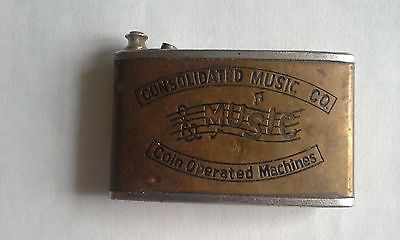 CONSOLIDATED MUSIC CO.
MUSIC
Coin Operated Machines